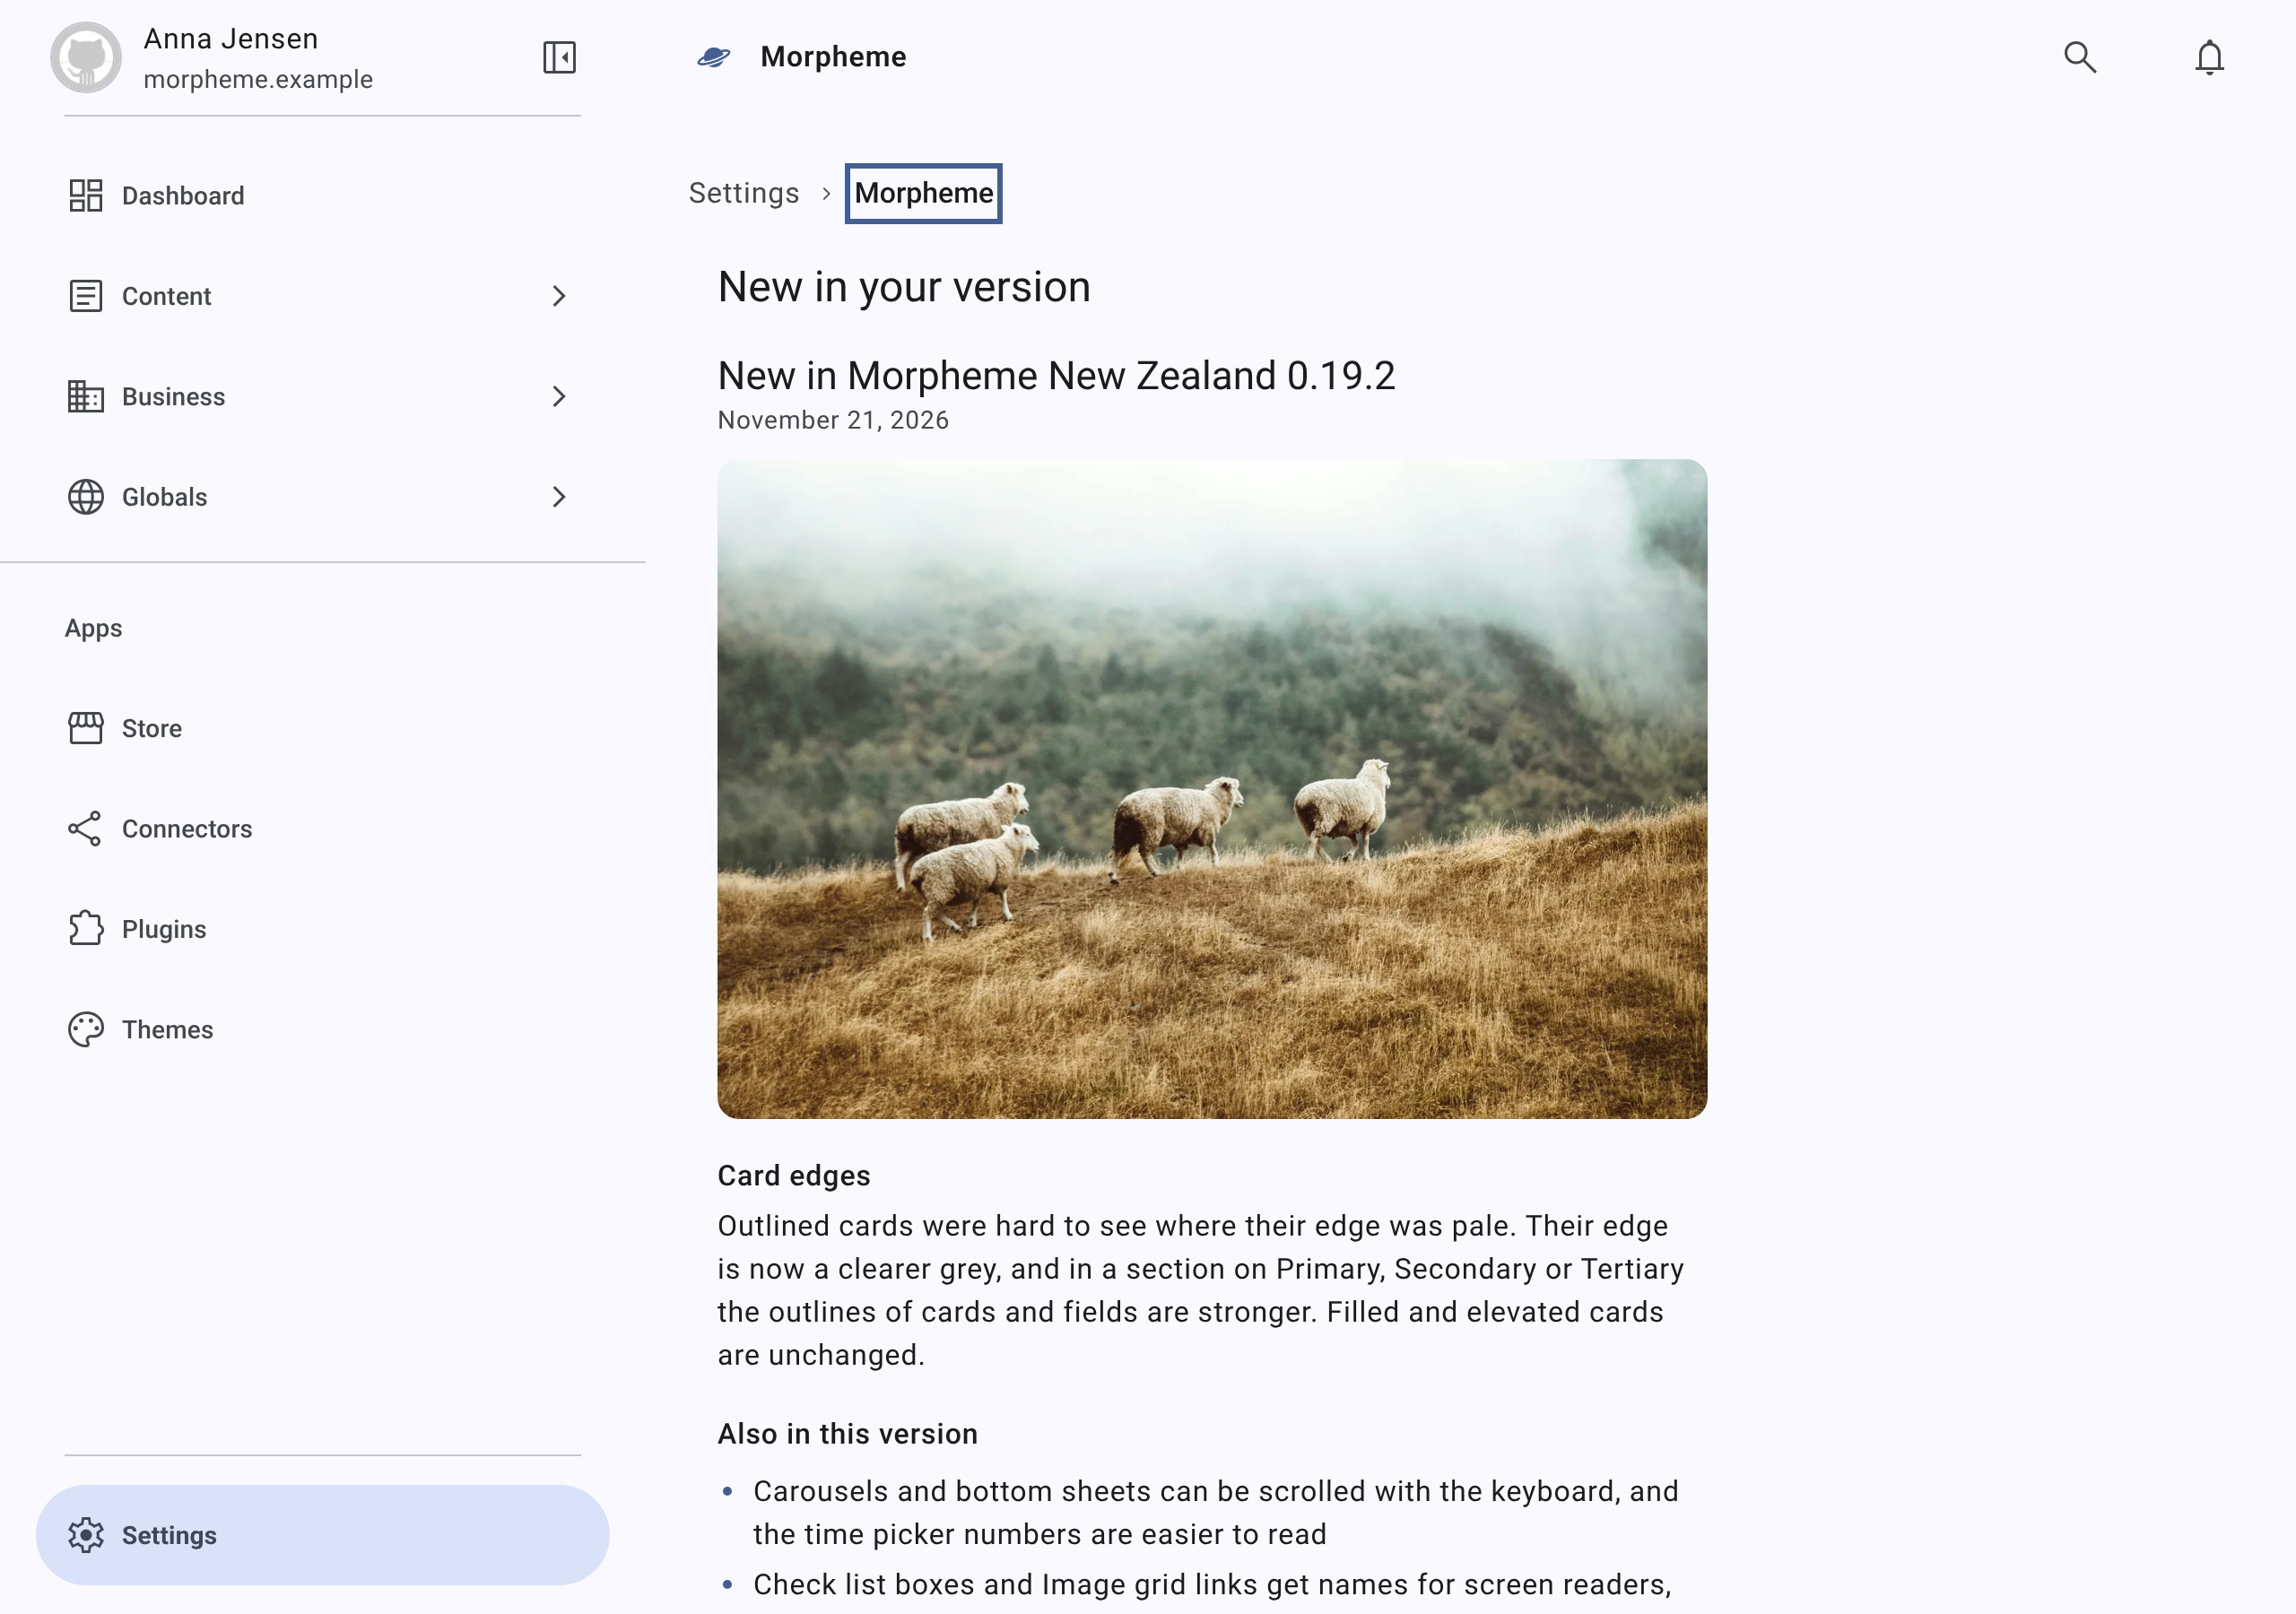 Anna Jensen
morpheme.example
Dashboard
Content
Business
Globals
Apps
Store
Connectors
Plugins
Themes
Settings
Morpheme
Settings › Morpheme
New in your version
New in Morpheme New Zealand 0.19.2
November 21, 2026
Card edges
Outlined cards were hard to see where their edge was pale. Their edge
is now a clearer grey, and in a section on Primary, Secondary or Tertiary
the outlines of cards and fields are stronger. Filled and elevated cards
are unchanged.
Also in this version
• Carousels and bottom sheets can be scrolled with the keyboard, and
the time picker numbers are easier to read
• Check list boxes and Image grid links get names for screen readers,